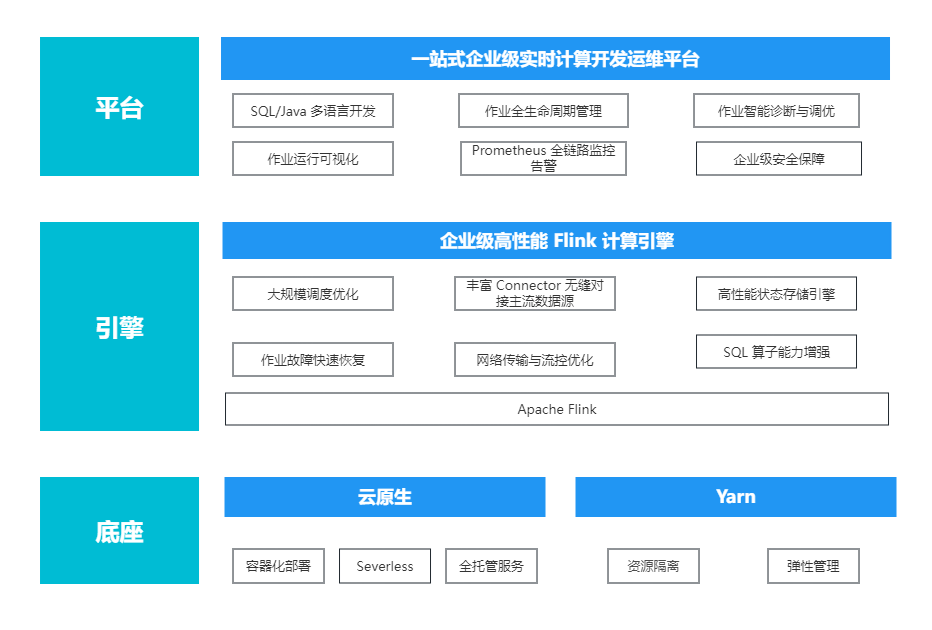 平台
一站式企业级实时计算开发运维平台
SQL/Java 多语言开发
作业全生命周期管理
作业智能诊断与调优
作业运行可视化
Prometheus 全链路监控
告警
企业级安全保障
引擎
企业级高性能 Flink 计算引擎
大规模调度优化
丰富 Connector 无缝对
接主流数据源
高性能状态存储引擎
作业故障快速恢复
网络传输与流控优化
SQL 算子能力增强
Apache Flink
底座
云原生
Yarn
容器化部署
Severless
全托管服务
资源隔离
弹性管理